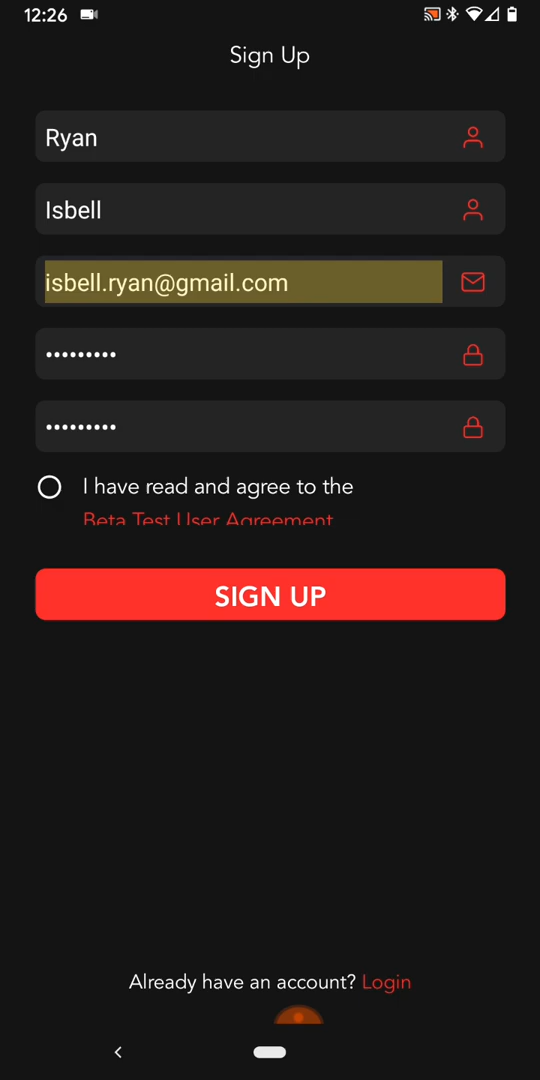 12:26
Sign Up
Ryan
Isbell
isbell.ryan@gmail.com
•••••••••
•••••••••
I have read and agree to the
Beta Test User Agreement
SIGN UP
Already have an account? Login